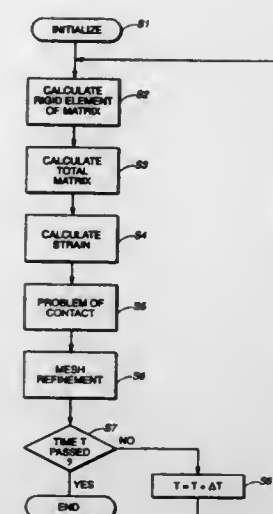 INITIALIZE
S1
CALCULATE
RIGID ELEMENT
OF MATRIX
S2
CALCULATE
TOTAL
MATRIX
S3
CALCULATE
STRAIN
S4
PROBLEM OF
CONTACT
S5
MESH
REFINEMENT
S6
TIME T
PASSED
?
S7
NO
YES
T = T + ΔT
S8
END